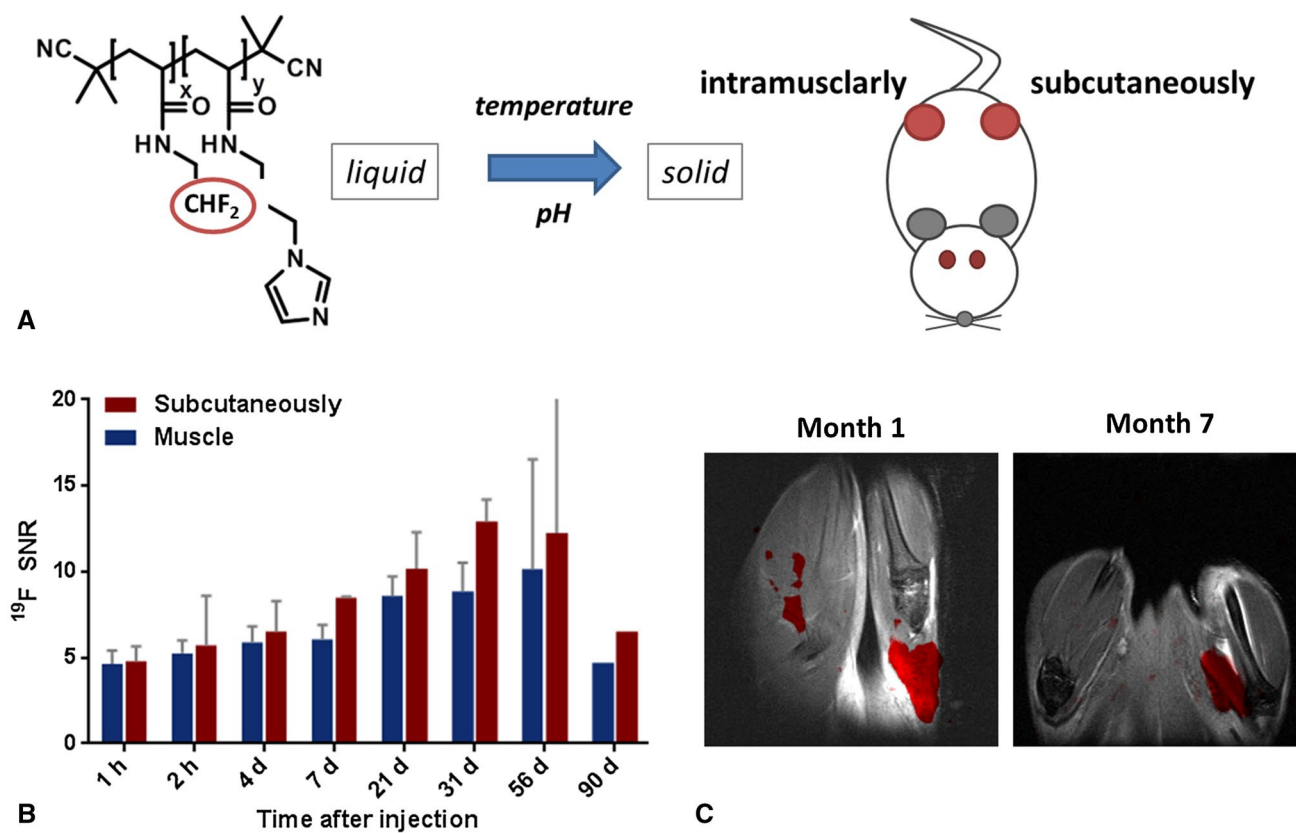 NC
CN
x
y
O
O
HN
HN
CHF₂
N
N
liquid
temperature
pH
solid
intramusclarly
subcutaneously
A
20
15
10
5
0
¹⁹F SNR
Subcutaneously
Muscle
1 h
2 h
4 d
7 d
21 d
31 d
56 d
90 d
Time after injection
B
Month 1
Month 7
C